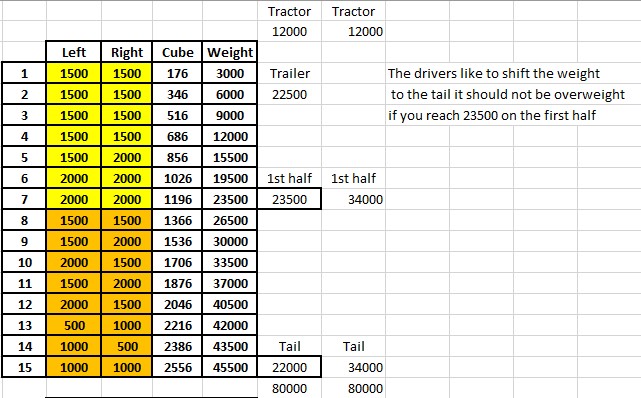 Tractor Tractor
12000 12000
Left Right Cube Weight
1 1500 1500 176 3000 Trailer The drivers like to shift the weight
2 1500 1500 346 6000 22500 to the tail it should not be overweight
3 1500 1500 516 9000 if you reach 23500 on the first half
4 1500 1500 686 12000
5 1500 2000 856 15500
6 2000 2000 1026 19500 1st half 1st half
7 2000 2000 1196 23500 23500 34000
8 1500 1500 1366 26500
9 1500 2000 1536 30000
10 2000 1500 1706 33500
11 1500 2000 1876 37000
12 2000 1500 2046 40500
13 500 1000 2216 42000
14 1000 500 2386 43500 Tail Tail
15 1000 1000 2556 45500 22000 34000
80000 80000